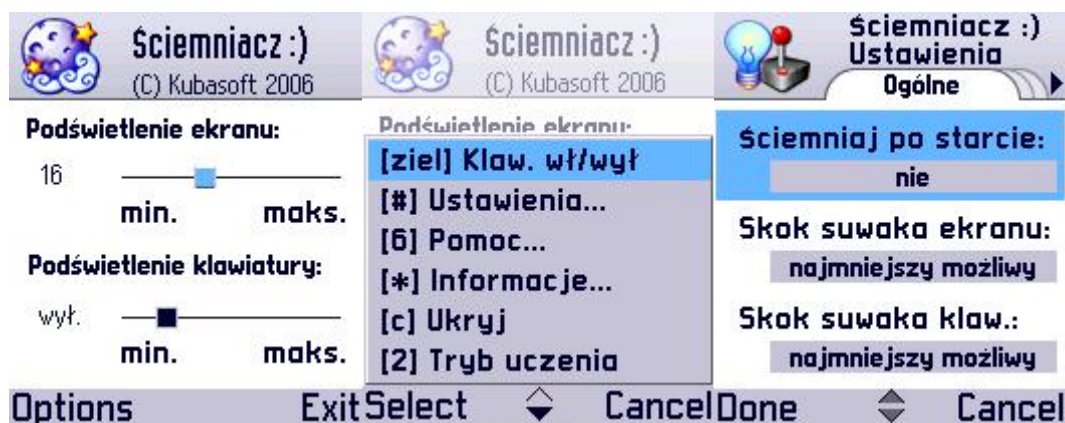 Ściemniacz :)
(C) Kubasoft 2006
Podświetlenie ekranu:
16
min. maks.
Podświetlenie klawiatury:
wył.
min. maks.
Options Exit
Ściemniacz :)
(C) Kubasoft 2006
Podświetlenie ekranu:
[ziel] Klaw. wł/wył
[#] Ustawienia...
[6] Pomoc...
[*] Informacje...
[c] Ukryj
[2] Tryb uczenia
Select Cancel
Ściemniacz :)
Ustawienia
Ogólne
Ściemniaj po starcie:
nie
Skok suwaka ekranu:
najmniejszy możliwy
Skok suwaka klaw.:
najmniejszy możliwy
Done Cancel